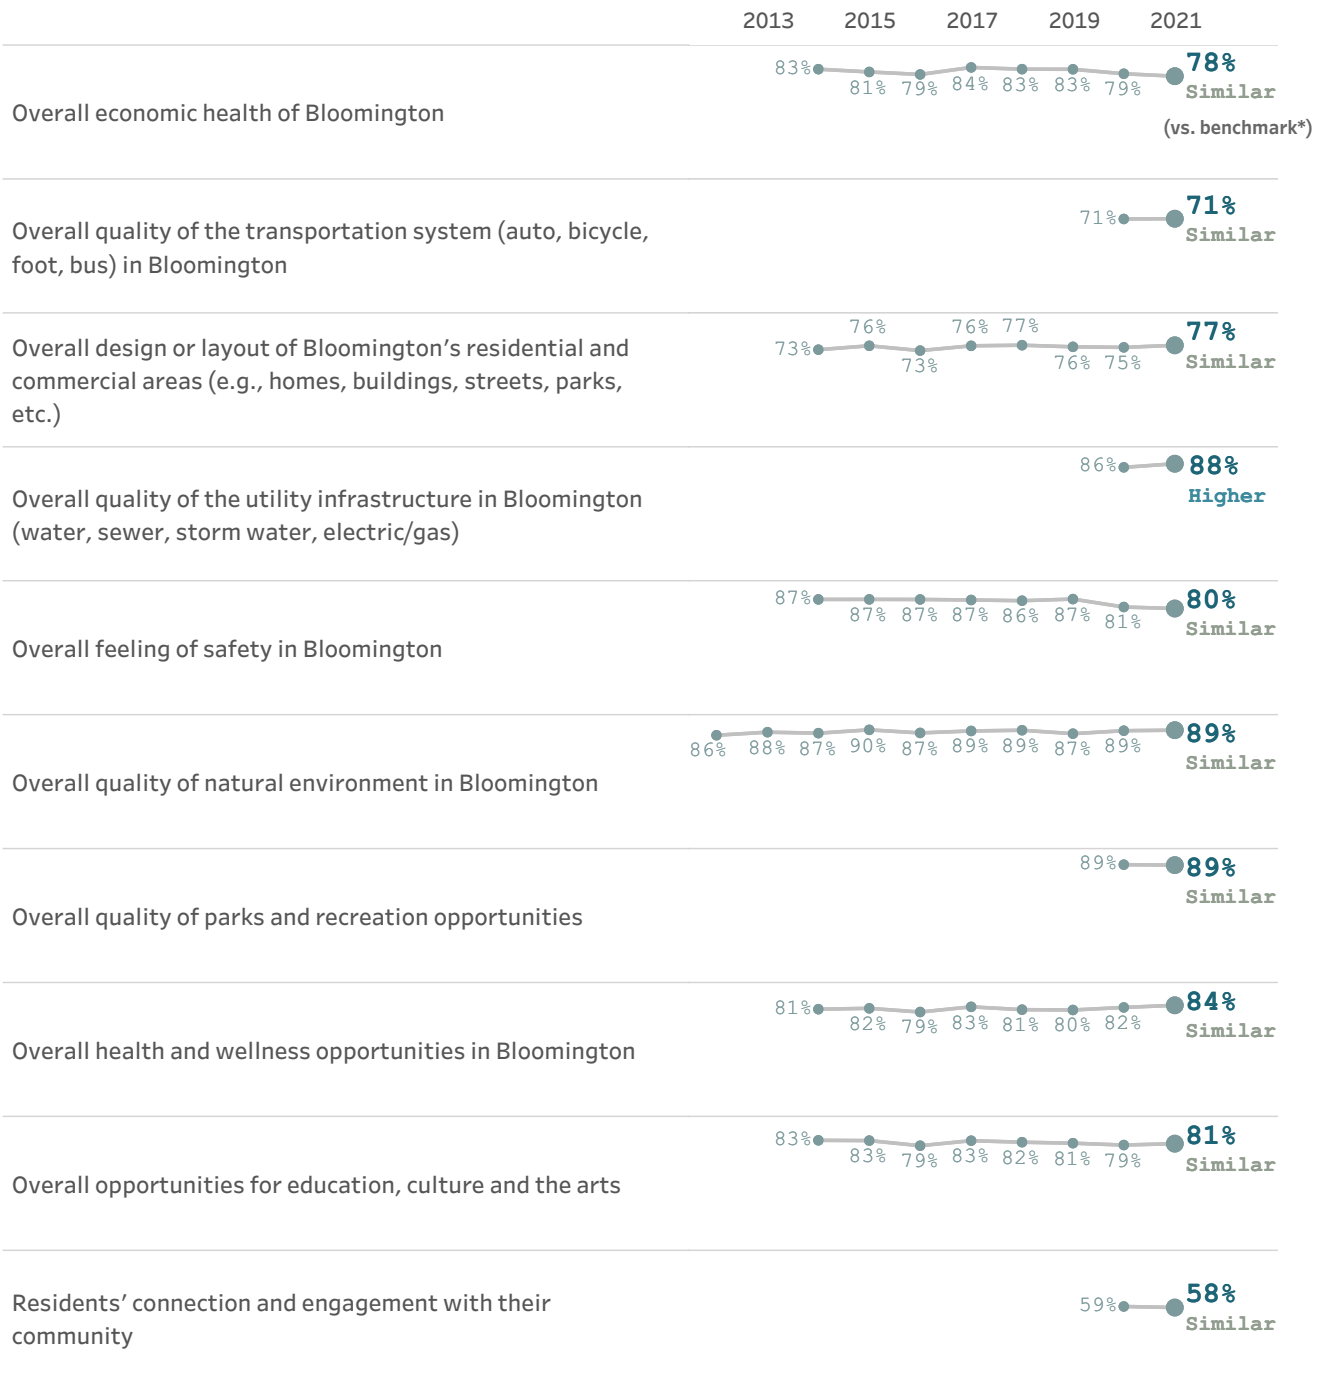 2013 2015 2017 2019 2021
83% 81% 79% 84% 83% 83% 79% 78%
Similar
(vs. benchmark*)
Overall economic health of Bloomington
71% 71%
Similar
Overall quality of the transportation system (auto, bicycle,
foot, bus) in Bloomington
73% 76% 73% 76% 77% 76% 75% 77%
Similar
Overall design or layout of Bloomington's residential and
commercial areas (e.g., homes, buildings, streets, parks,
etc.)
86% 88%
Higher
Overall quality of the utility infrastructure in Bloomington
(water, sewer, storm water, electric/gas)
87% 87% 87% 87% 86% 87% 81% 80%
Similar
Overall feeling of safety in Bloomington
86% 88% 87% 90% 87% 89% 89% 87% 89% 89%
Similar
Overall quality of natural environment in Bloomington
89% 89%
Similar
Overall quality of parks and recreation opportunities
81% 82% 79% 83% 81% 80% 82% 84%
Similar
Overall health and wellness opportunities in Bloomington
83% 83% 79% 83% 82% 81% 79% 81%
Similar
Overall opportunities for education, culture and the arts
59% 58%
Similar
Residents' connection and engagement with their
community